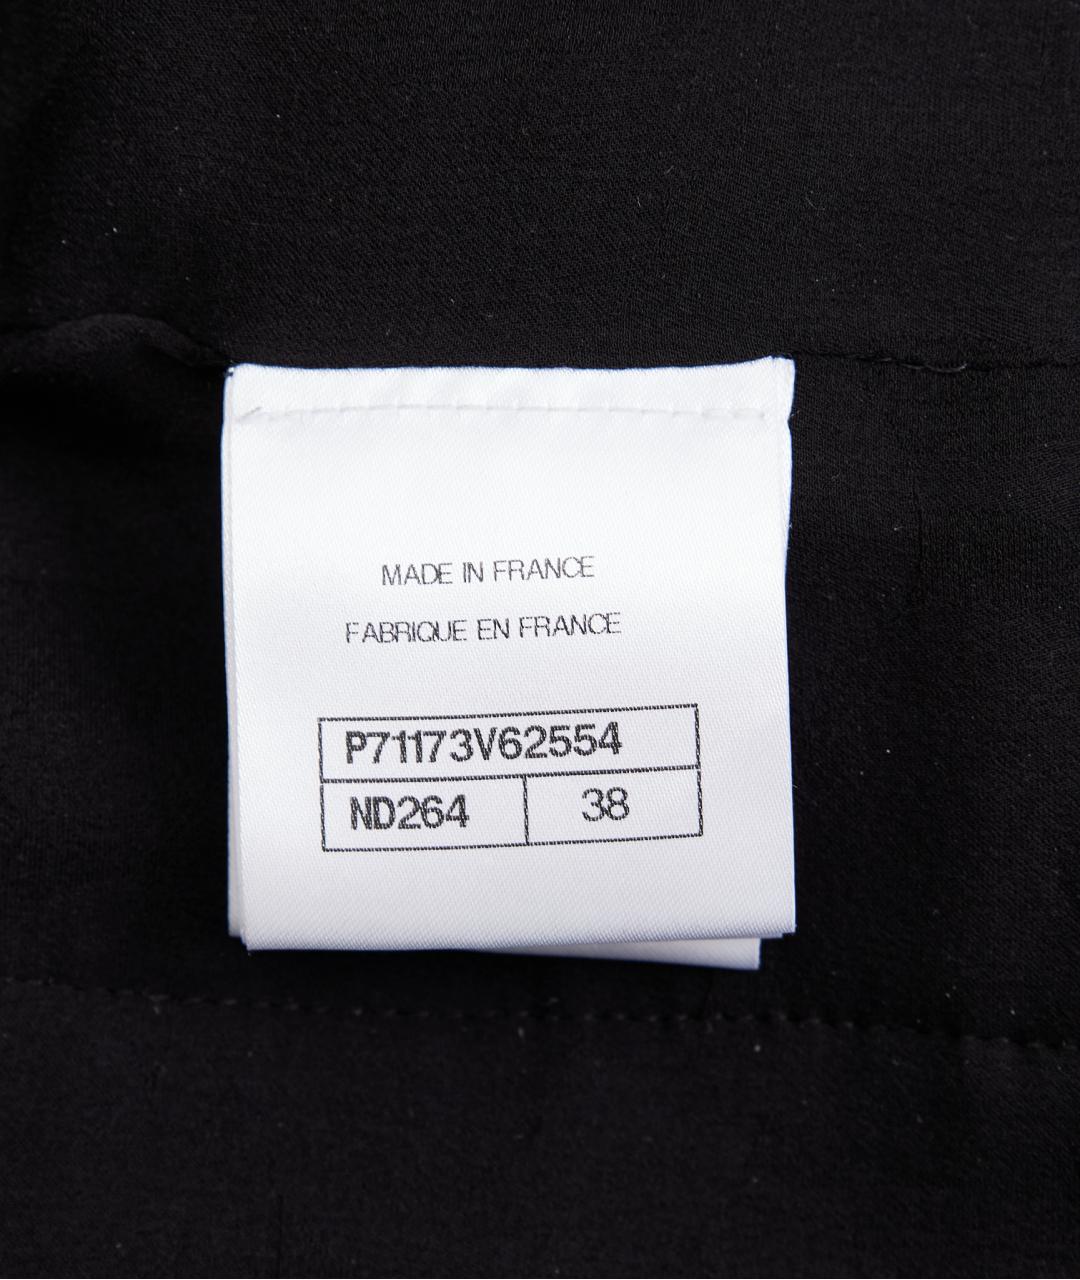 MADE IN FRANCE
FABRIQUE EN FRANCE
P71173V62554
ND264 38